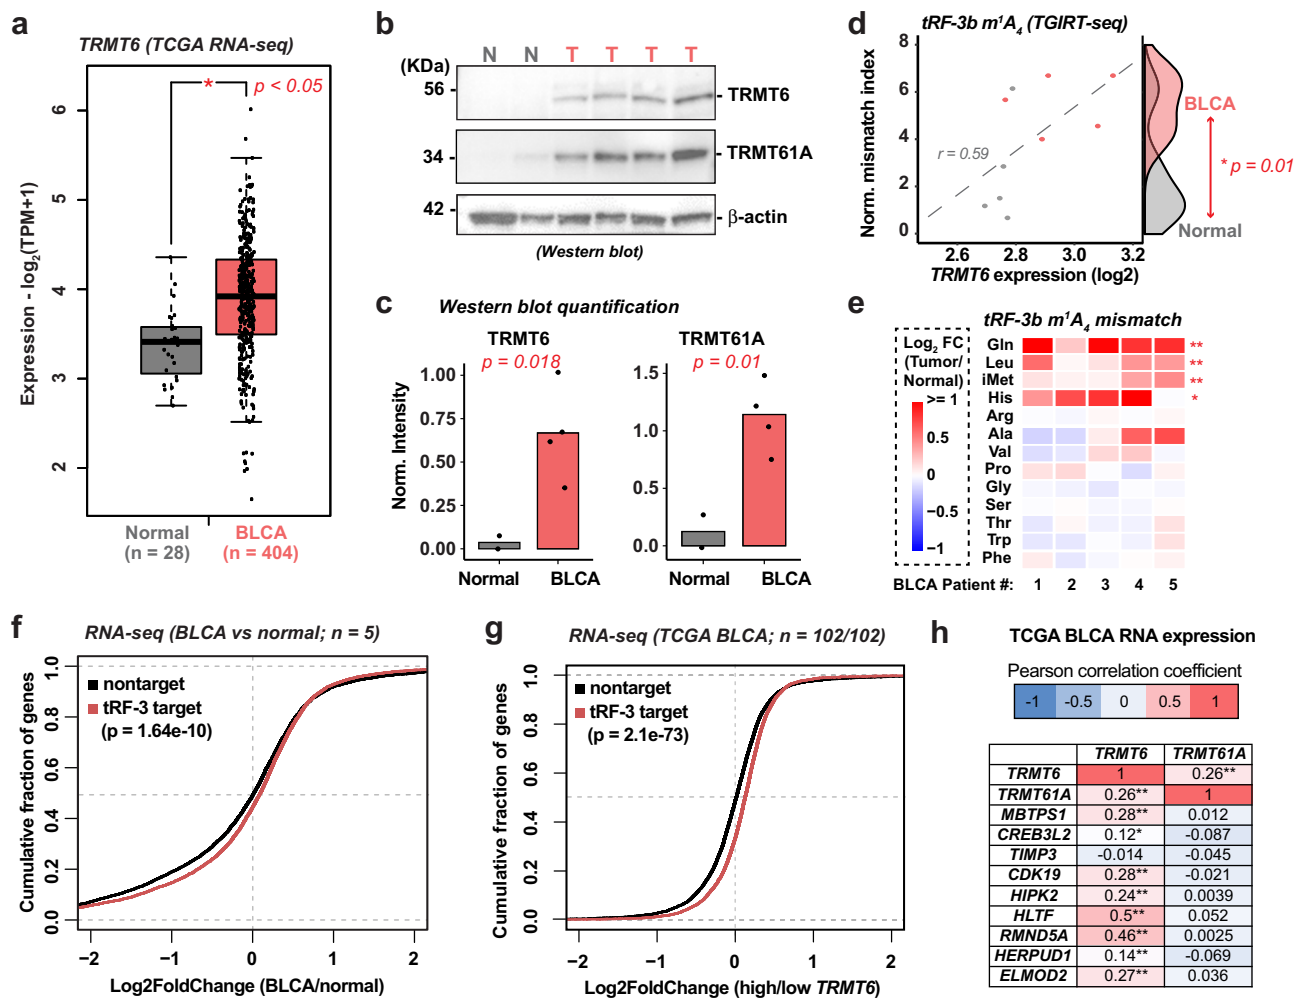 a
TRMT6 (TCGA RNA-seq)
* p < 0.05
Expression - log2(TPM+1)
6
5
4
3
2
Normal
(n = 28)
BLCA
(n = 404)
b
N N T T T T
(KDa)
56
34
42
TRMT6
TRMT61A
β-actin
(Western blot)
c
Western blot quantification
TRMT6
p = 0.018
Norm. Intensity
1.00
0.75
0.50
0.25
0.00
Normal BLCA
TRMT61A
p = 0.01
1.5
1.0
0.5
0.0
Normal BLCA
d
tRF-3b m1A4 (TGIRT-seq)
Norm. mismatch index
8
6
4
2
0
r = 0.59
2.6 2.8 3.0 3.2
TRMT6 expression (log2)
BLCA
* p = 0.01
Normal
e
tRF-3b m1A4 mismatch
Log2 FC
(Tumor/
Normal)
>= 1
0.5
0
−0.5
−1
Gln **
Leu **
iMet **
His *
Arg
Ala
Val
Pro
Gly
Ser
Thr
Trp
Phe
BLCA Patient #: 1 2 3 4 5
f
RNA-seq (BLCA vs normal; n = 5)
nontarget
tRF-3 target
(p = 1.64e-10)
Cumulative fraction of genes
1.0
0.8
0.6
0.4
0.2
0.0
−2 −1 0 1 2
Log2FoldChange (BLCA/normal)
g
RNA-seq (TCGA BLCA; n = 102/102)
nontarget
tRF-3 target
(p = 2.1e-73)
Cumulative fraction of genes
1.0
0.8
0.6
0.4
0.2
0.0
−2 −1 0 1 2
Log2FoldChange (high/low TRMT6)
h
TCGA BLCA RNA expression
Pearson correlation coefficient
-1 -0.5 0 0.5 1
TRMT6 TRMT61A
TRMT6 1 0.26**
TRMT61A 0.26** 1
MBTPS1 0.28** 0.012
CREB3L2 0.12* -0.087
TIMP3 -0.014 -0.045
CDK19 0.28** -0.021
HIPK2 0.24** 0.0039
HLTF 0.5** 0.052
RMND5A 0.46** 0.0025
HERPUD1 0.14** -0.069
ELMOD2 0.27** 0.036